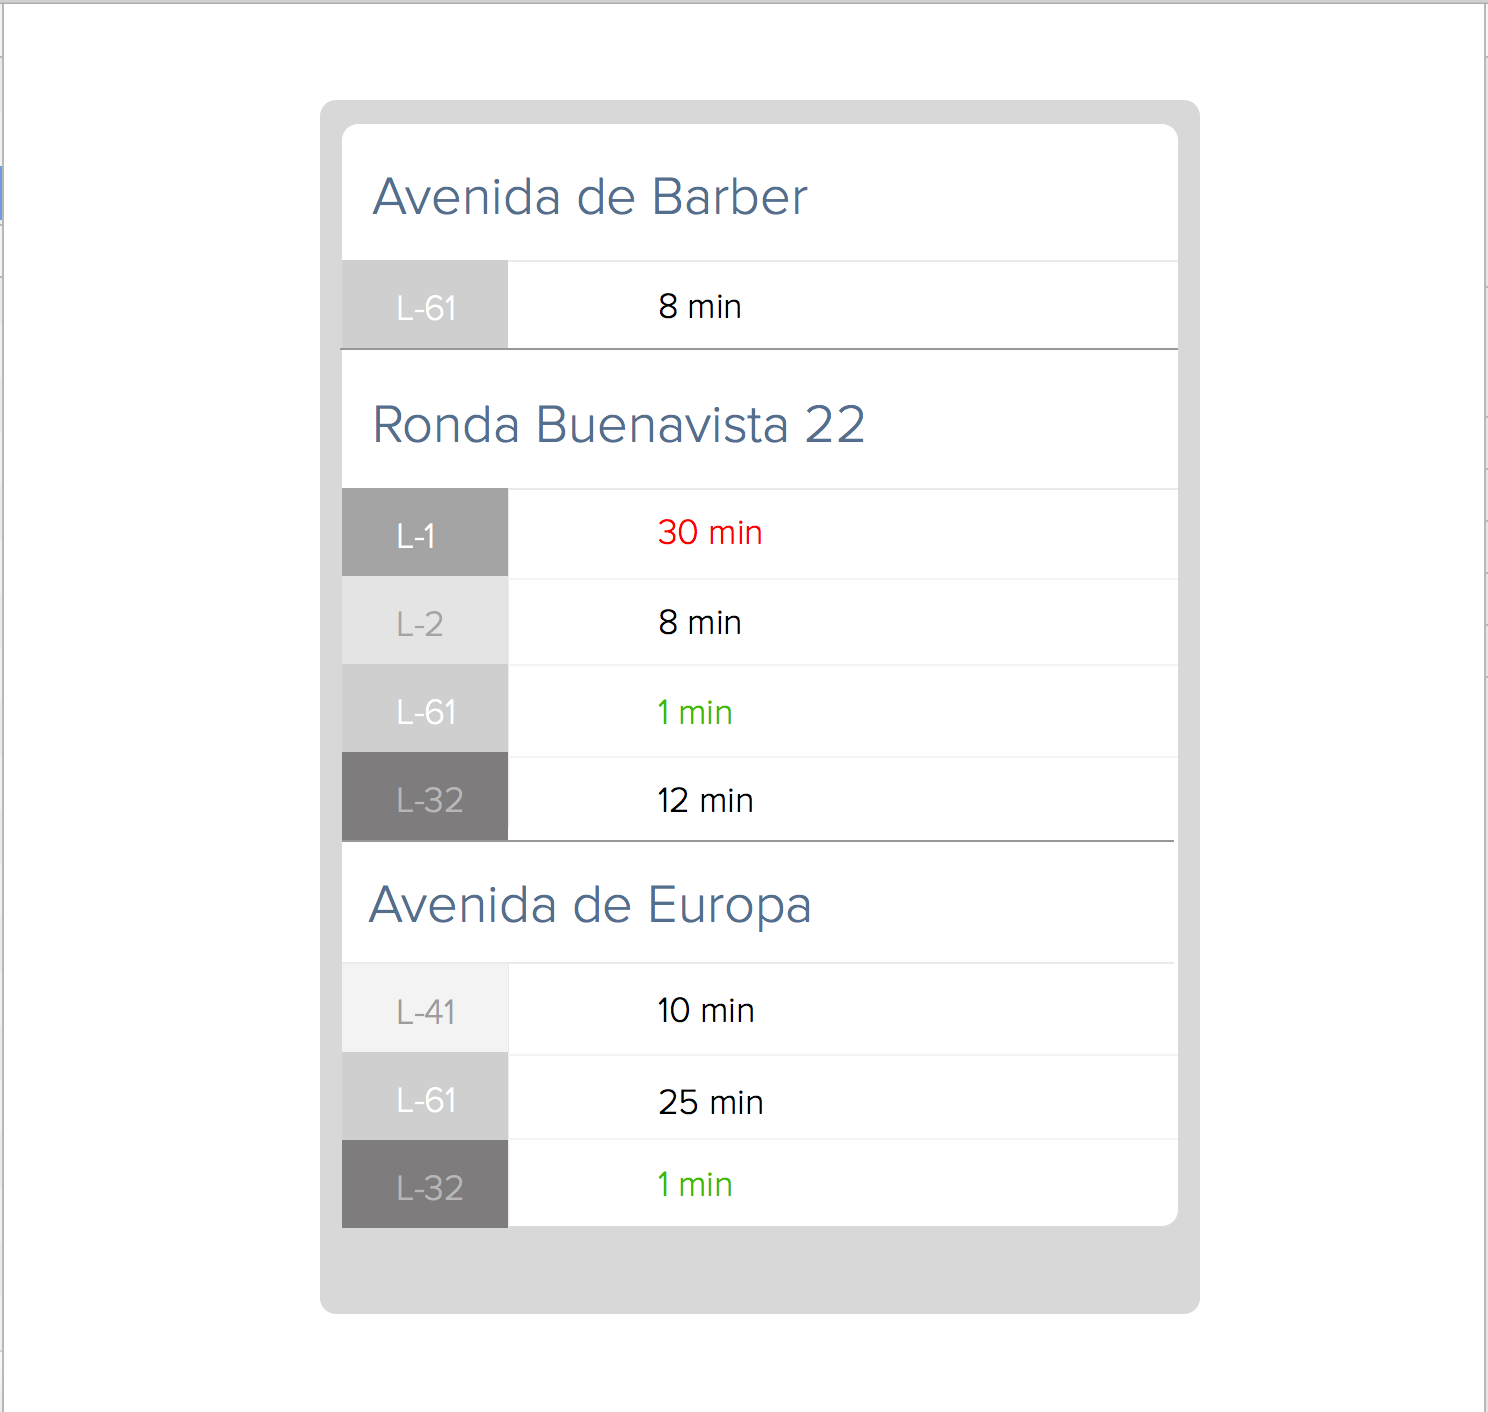 Avenida de Barber
L-61 8 min
Ronda Buenavista 22
L-1 30 min
L-2 8 min
L-61 1 min
L-32 12 min
Avenida de Europa
L-41 10 min
L-61 25 min
L-32 1 min